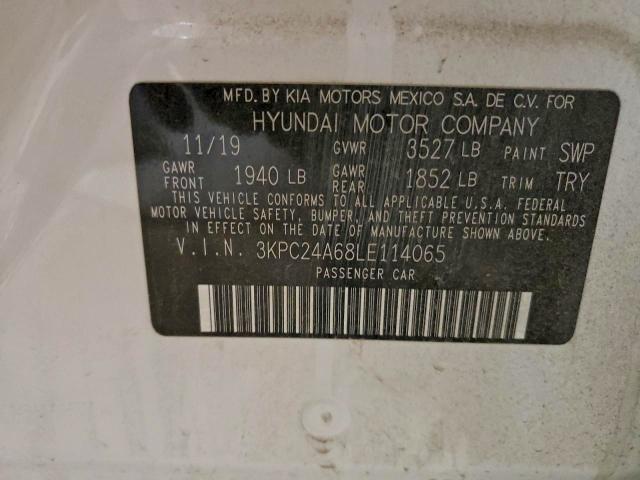 MFD. BY KIA MOTORS MEXICO S.A. DE C.V. FOR
HYUNDAI MOTOR COMPANY
11/19 GVWR 3527 LB PAINT SWP
GAWR FRONT 1940 LB GAWR REAR 1852 LB TRIM TRY
THIS VEHICLE CONFORMS TO ALL APPLICABLE U.S.A. FEDERAL
MOTOR VEHICLE SAFETY, BUMPER, AND THEFT PREVENTION STANDARDS
IN EFFECT ON THE DATE OF MANUFACTURE SHOWN ABOVE.
V.I.N. 3KPC24A68LE114065
PASSENGER CAR